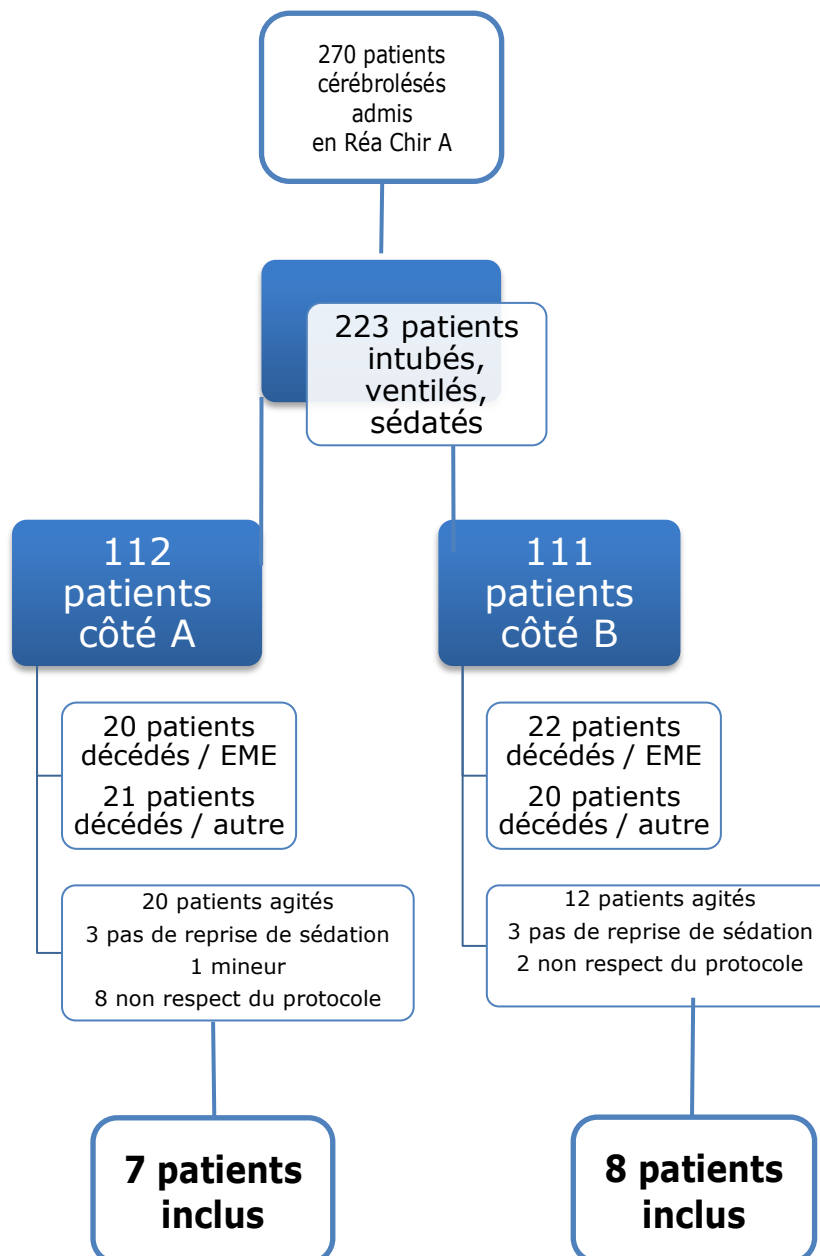 270 patients
cérébrolésés
admis
en Réa Chir A
223 patients
intubés,
ventilés,
sédatés
112
patients
côté A
111
patients
côté B
20 patients
décédés / EME
21 patients
décédés / autre
22 patients
décédés / EME
20 patients
décédés / autre
20 patients agités
3 pas de reprise de sédation
1 mineur
8 non respect du protocole
12 patients agités
3 pas de reprise de sédation
2 non respect du protocole
7 patients
inclus
8 patients
inclus